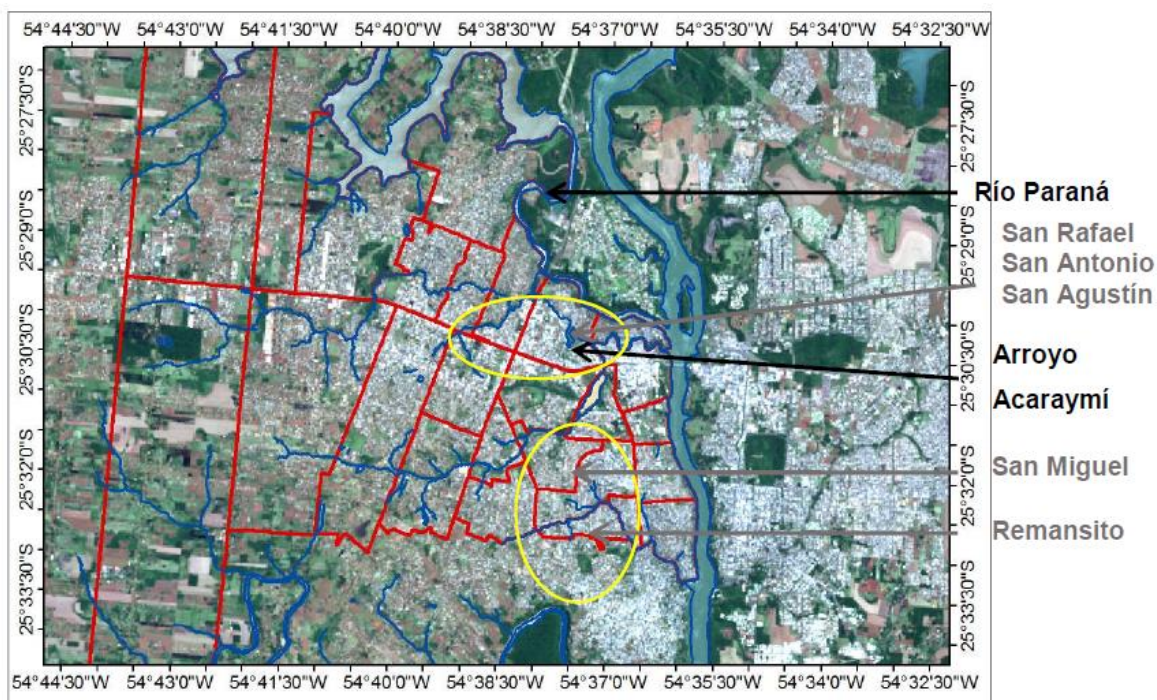 54°44'30"W 54°43'0"W 54°41'30"W 54°40'0"W 54°38'30"W 54°37'0"W 54°35'30"W 54°34'0"W 54°32'30"W
25°27'30"S
25°29'0"S
25°30'30"S
25°32'0"S
25°33'30"S
25°27'30"S
25°29'0"S
25°30'30"S
25°32'0"S
25°33'30"S
Río Paraná
San Rafael
San Antonio
San Agustín
Arroyo
Acaraymí
San Miguel
Remansito
54°44'30"W 54°43'0"W 54°41'30"W 54°40'0"W 54°38'30"W 54°37'0"W 54°35'30"W 54°34'0"W 54°32'30"W